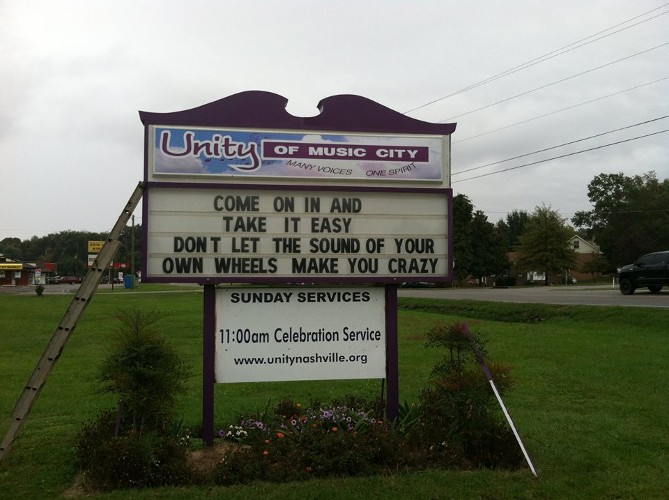 Unity OF MUSIC CITY
MANY VOICES ONE SPIRIT
COME ON IN AND
TAKE IT EASY
DON'T LET THE SOUND OF YOUR
OWN WHEELS MAKE YOU CRAZY
SUNDAY SERVICES
11:00am Celebration Service
www.unitynashville.org